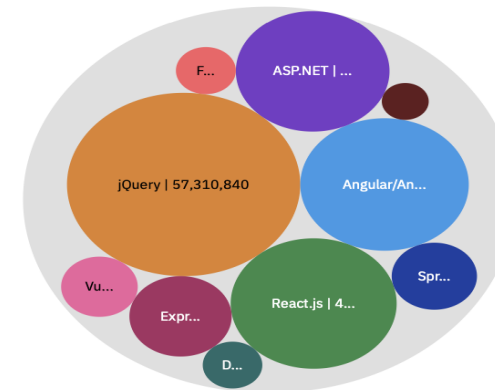 F...
ASP.NET | ...
jQuery | 57,310,840
Angular/An...
Vu...
Expr...
React.js | 4...
Spr...
D...